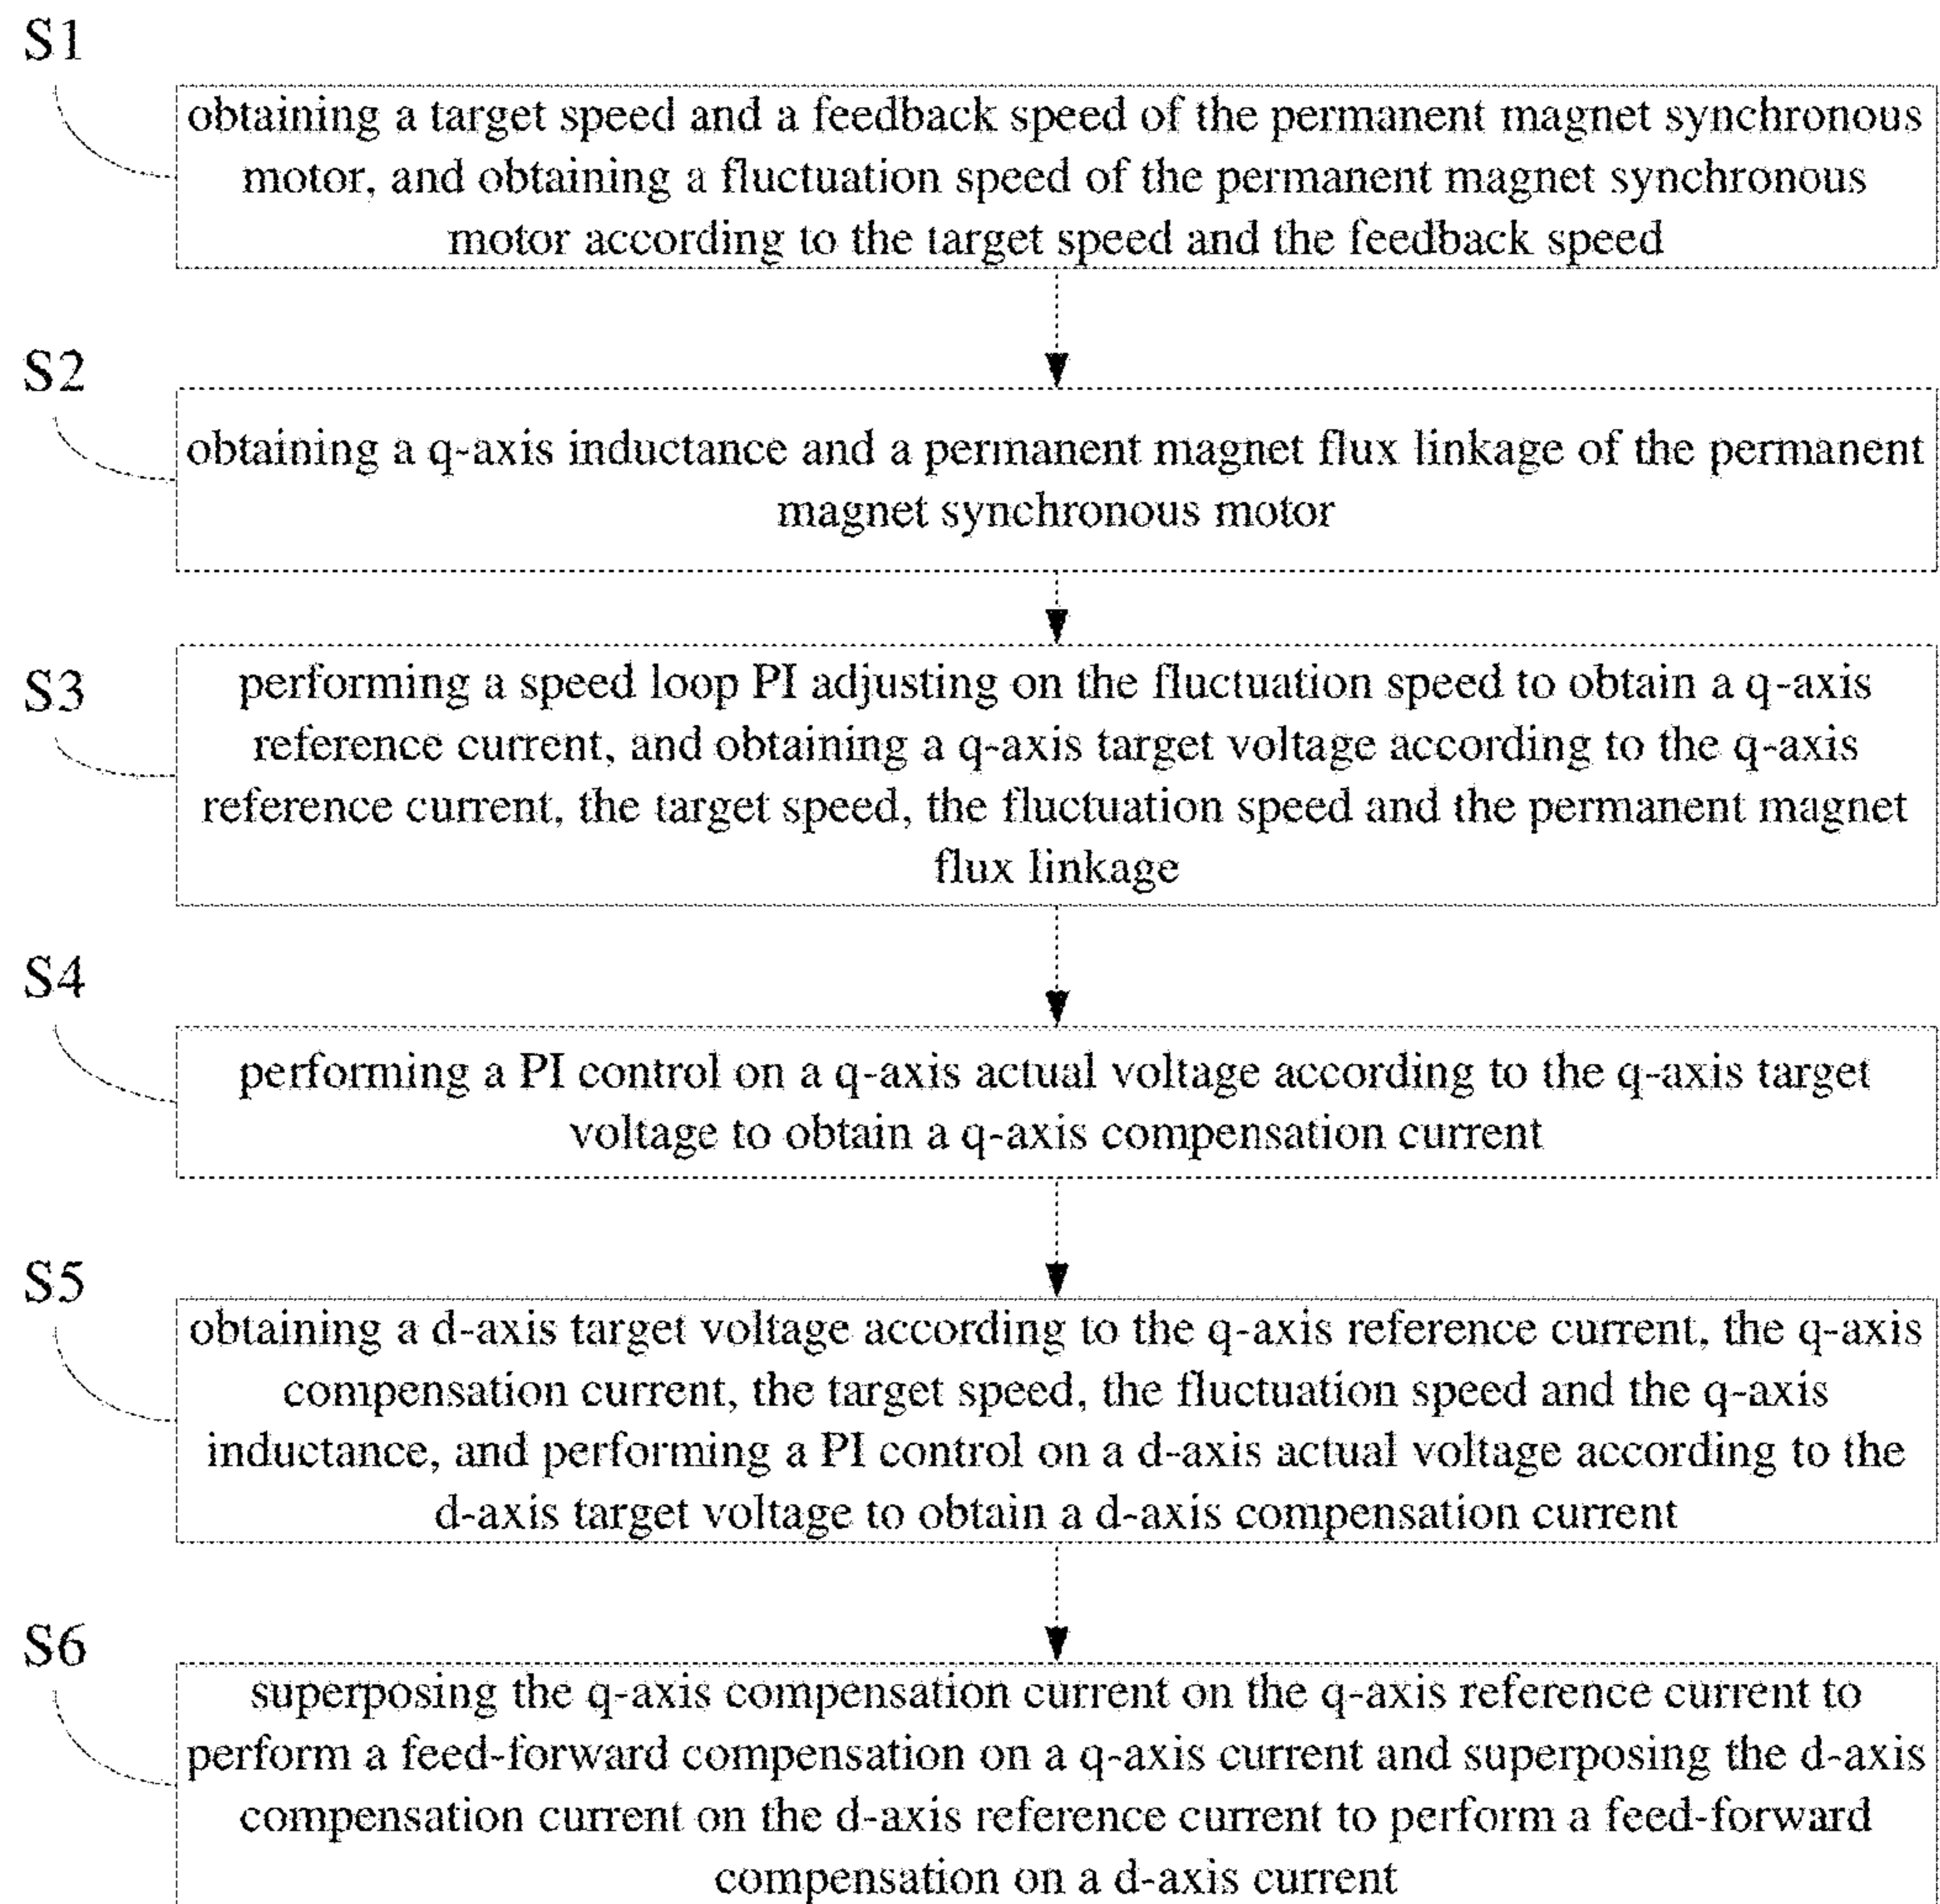 S1
obtaining a target speed and a feedback speed of the permanent magnet synchronous
motor, and obtaining a fluctuation speed of the permanent magnet synchronous
motor according to the target speed and the feedback speed
S2
obtaining a q-axis inductance and a permanent magnet flux linkage of the permanent
magnet synchronous motor
S3
performing a speed loop PI adjusting on the fluctuation speed to obtain a q-axis
reference current, and obtaining a q-axis target voltage according to the q-axis
reference current, the target speed, the fluctuation speed and the permanent magnet
flux linkage
S4
performing a PI control on a q-axis actual voltage according to the q-axis target
voltage to obtain a q-axis compensation current
S5
obtaining a d-axis target voltage according to the q-axis reference current, the q-axis
compensation current, the target speed, the fluctuation speed and the q-axis
inductance, and performing a PI control on a d-axis actual voltage according to the
d-axis target voltage to obtain a d-axis compensation current
S6
superposing the q-axis compensation current on the q-axis reference current to
perform a feed-forward compensation on a q-axis current and superposing the d-axis
compensation current on the d-axis reference current to perform a feed-forward
compensation on a d-axis current